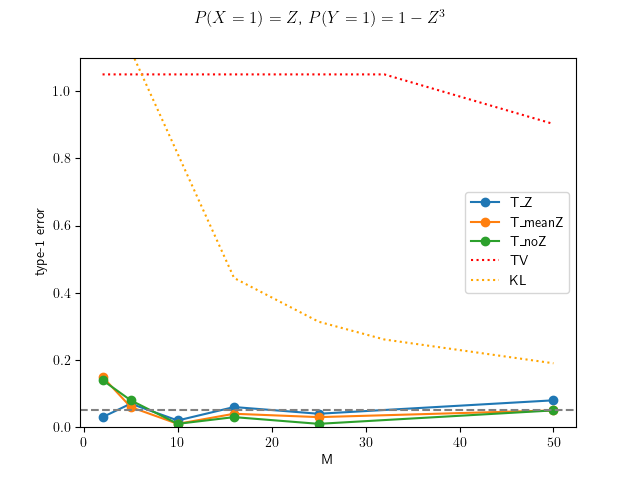 P(X = 1) = Z, P(Y = 1) = 1 − Z³
1.0
0.8
0.6
0.4
0.2
0.0
type-1 error
T_Z
T_meanZ
T_noZ
TV
KL
0 10 20 30 40 50
M